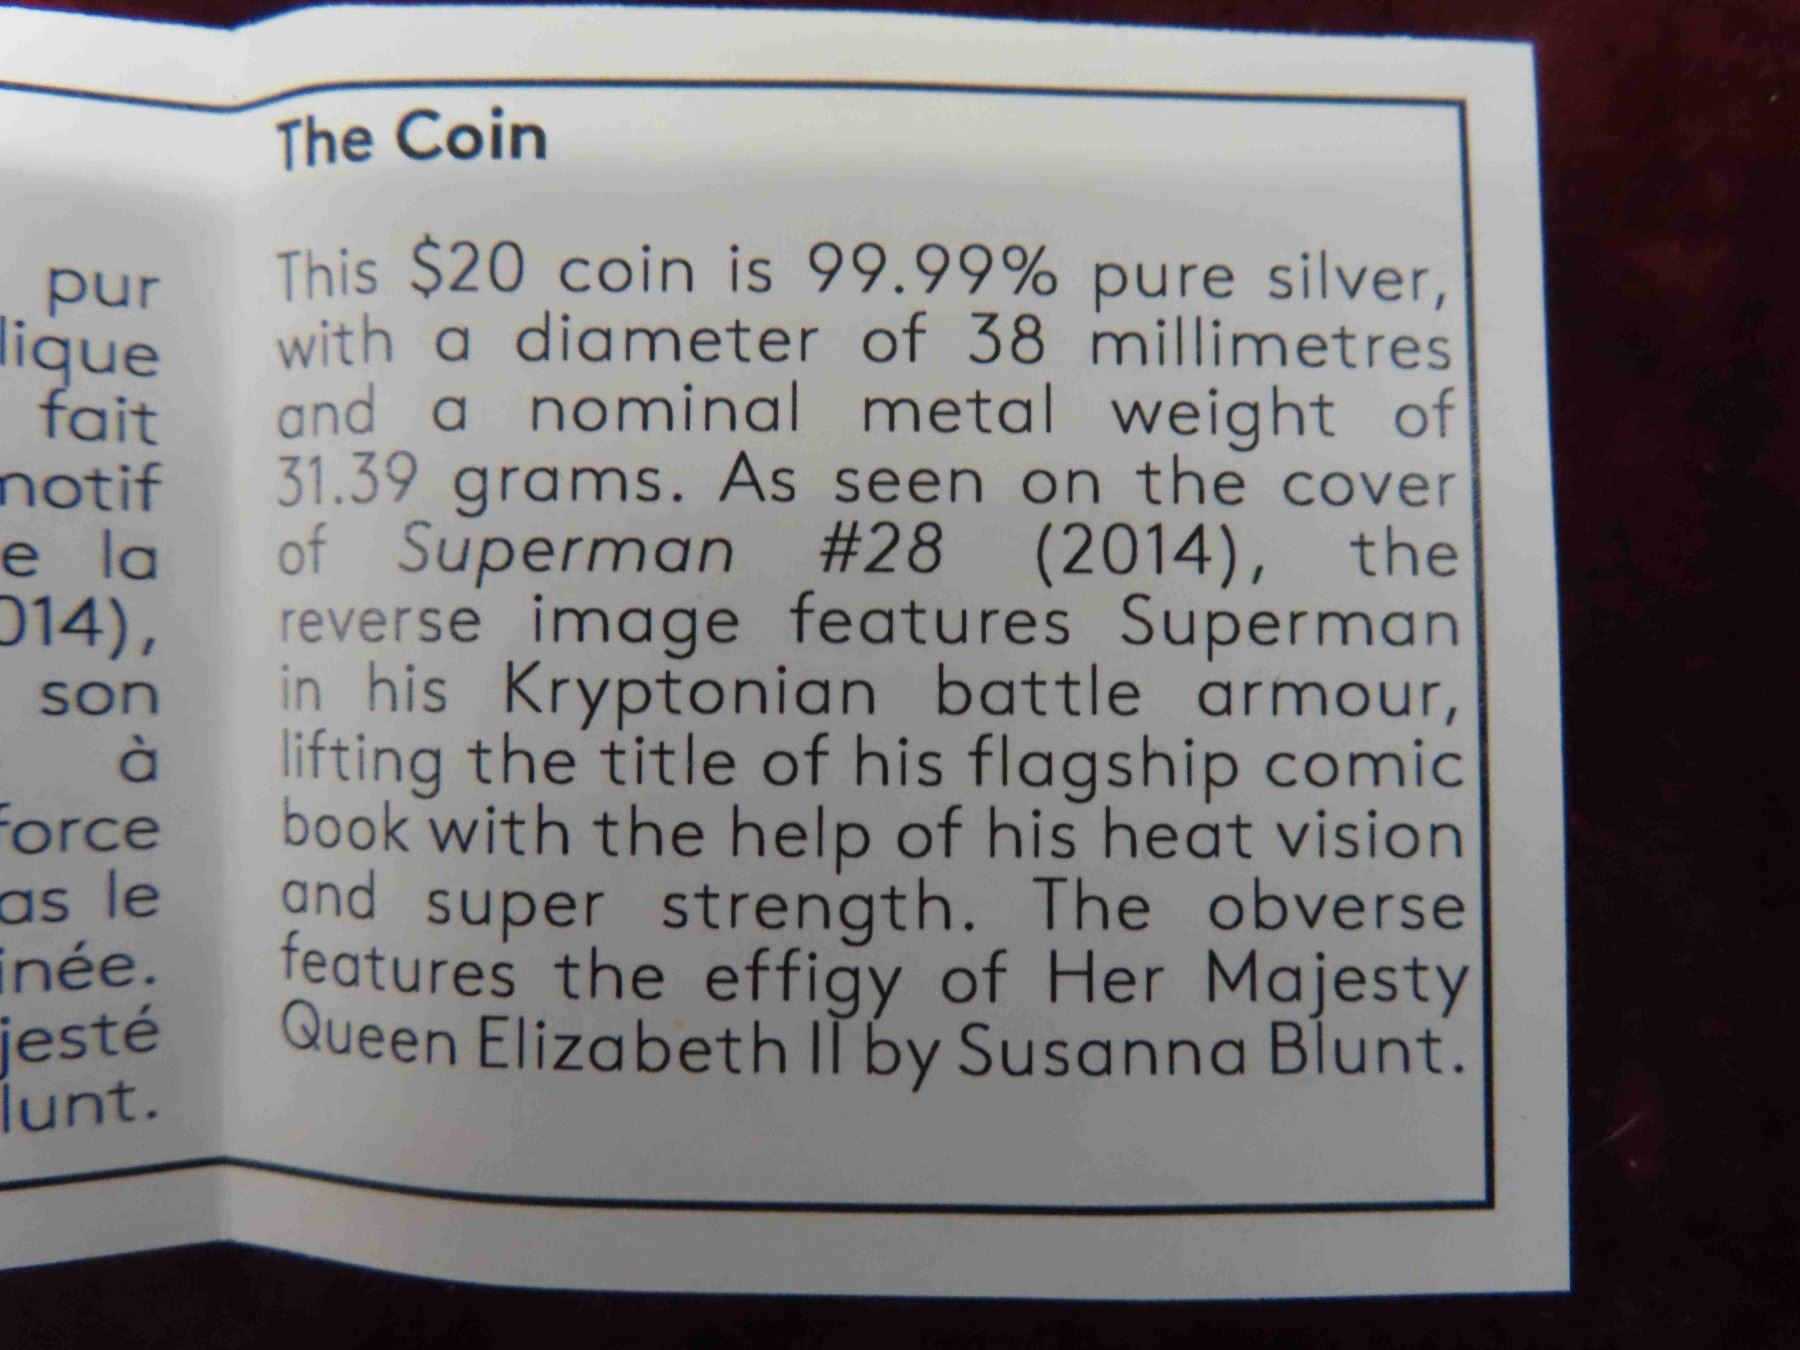 pur
lique
fait
notif
e la
014),
son
à
force
as le
inée.
jesté
lunt.
The Coin
This $20 coin is 99.99% pure silver,
with a diameter of 38 millimetres
and a nominal metal weight of
31.39 grams. As seen on the cover
of Superman #28 (2014), the
reverse image features Superman
in his Kryptonian battle armour,
lifting the title of his flagship comic
book with the help of his heat vision
and super strength. The obverse
features the effigy of Her Majesty
Queen Elizabeth II by Susanna Blunt.